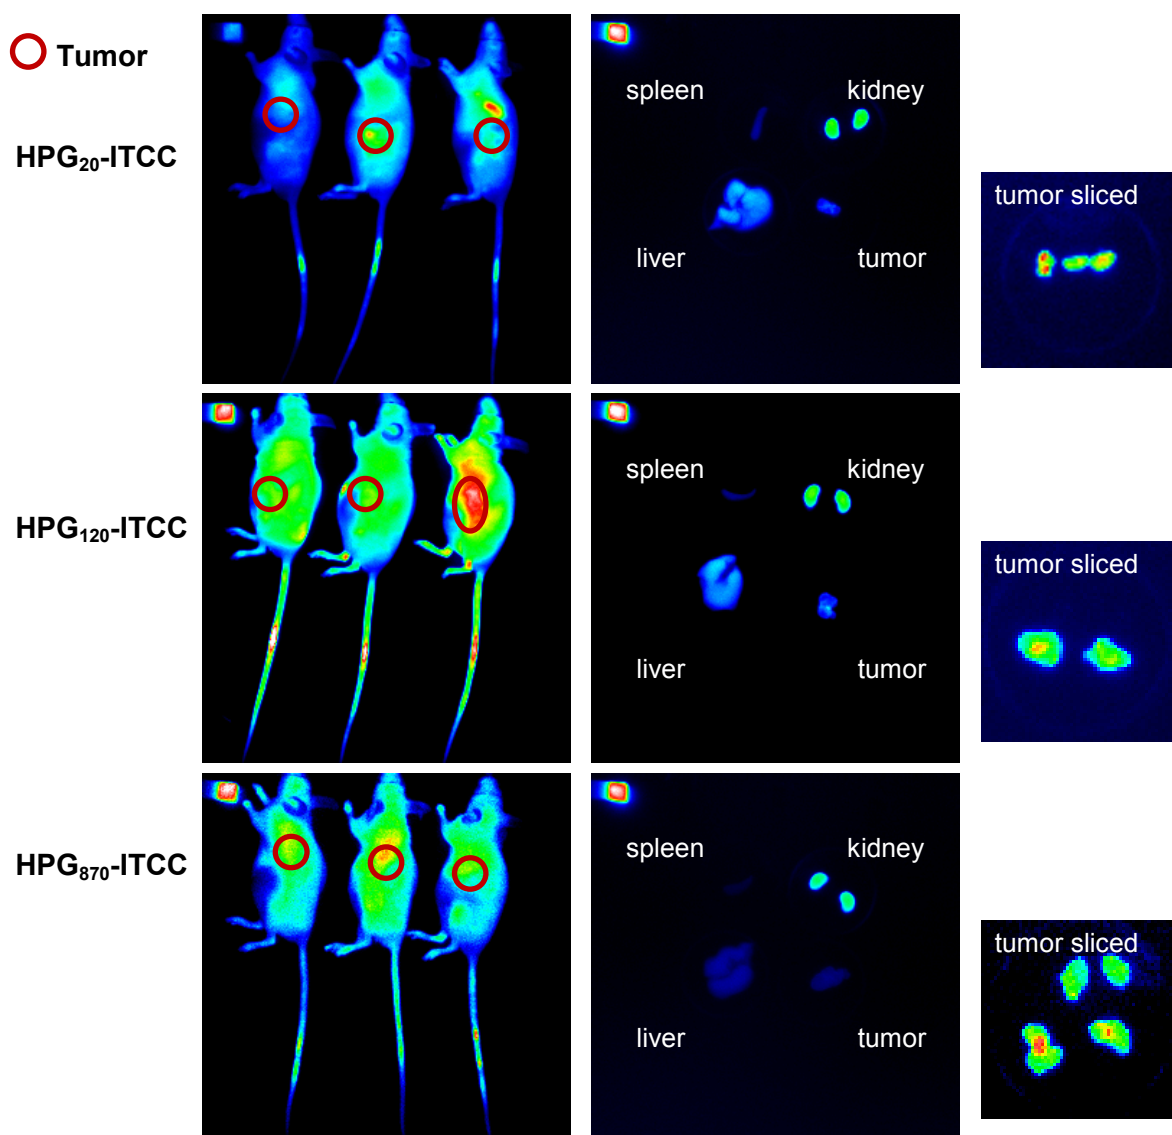 Tumor
HPG20-ITCC
spleen kidney
liver tumor
tumor sliced
HPG120-ITCC
spleen kidney
liver tumor
tumor sliced
HPG870-ITCC
spleen kidney
liver tumor
tumor sliced